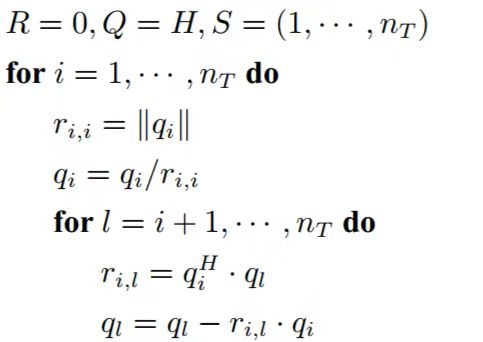 R = 0, Q = H, S = (1, ⋯ , n_T)
for i = 1, ⋯ , n_T do
r_{i,i} = ‖q_i‖
q_i = q_i/r_{i,i}
for l = i + 1, ⋯ , n_T do
r_{i,l} = q_i^H · q_l
q_l = q_l − r_{i,l} · q_i